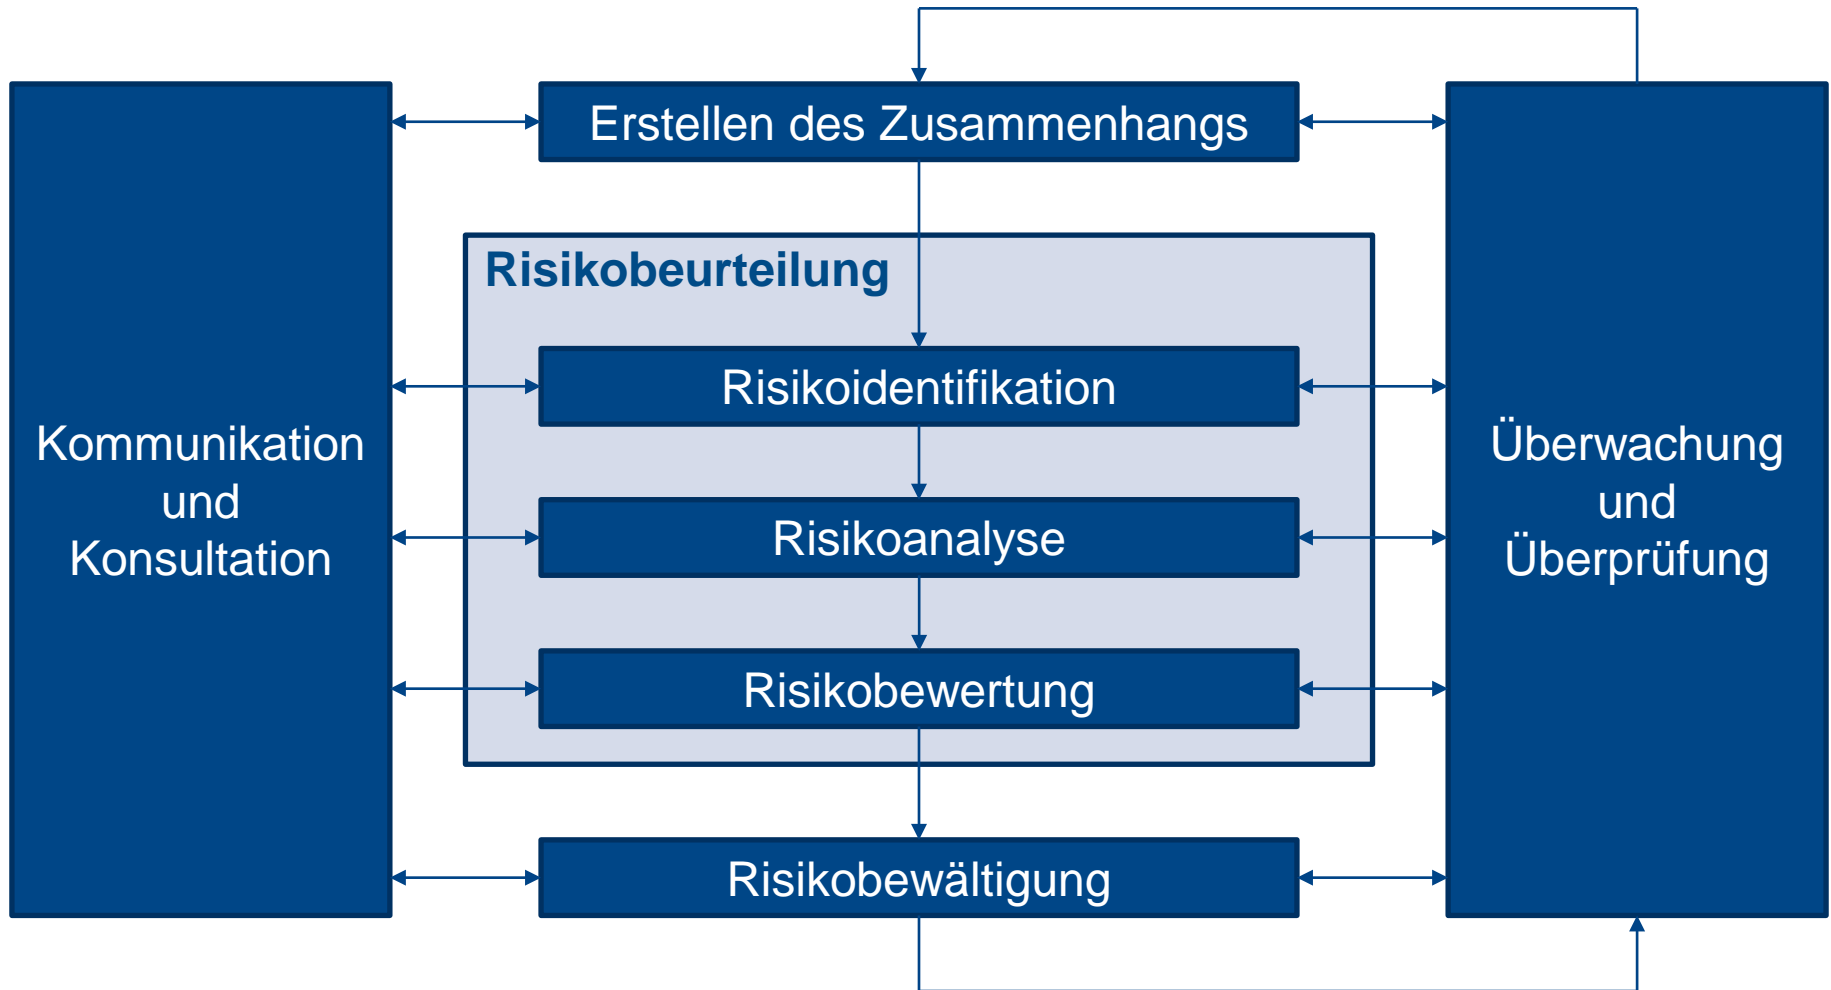 Erstellen des Zusammenhangs
Risikobeurteilung
Risikoidentifikation
Kommunikation
und
Konsultation
Risikoanalyse
Überwachung
und
Überprüfung
Risikobewertung
Risikobewältigung